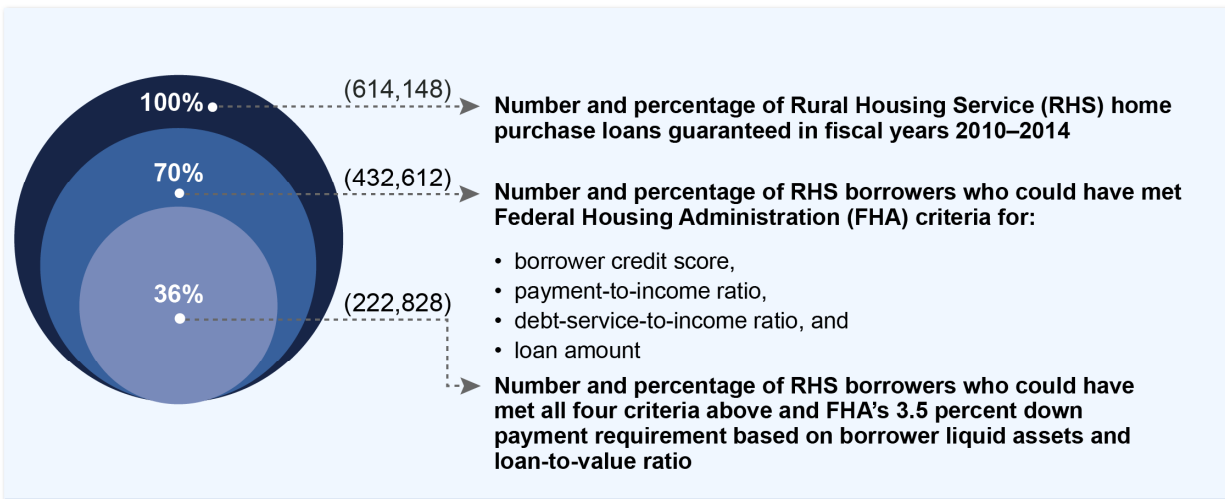 100%
(614,148)
Number and percentage of Rural Housing Service (RHS) home
purchase loans guaranteed in fiscal years 2010–2014
70%
(432,612)
Number and percentage of RHS borrowers who could have met
Federal Housing Administration (FHA) criteria for:
• borrower credit score,
• payment-to-income ratio,
• debt-service-to-income ratio, and
• loan amount
36%
(222,828)
Number and percentage of RHS borrowers who could have
met all four criteria above and FHA's 3.5 percent down
payment requirement based on borrower liquid assets and
loan-to-value ratio